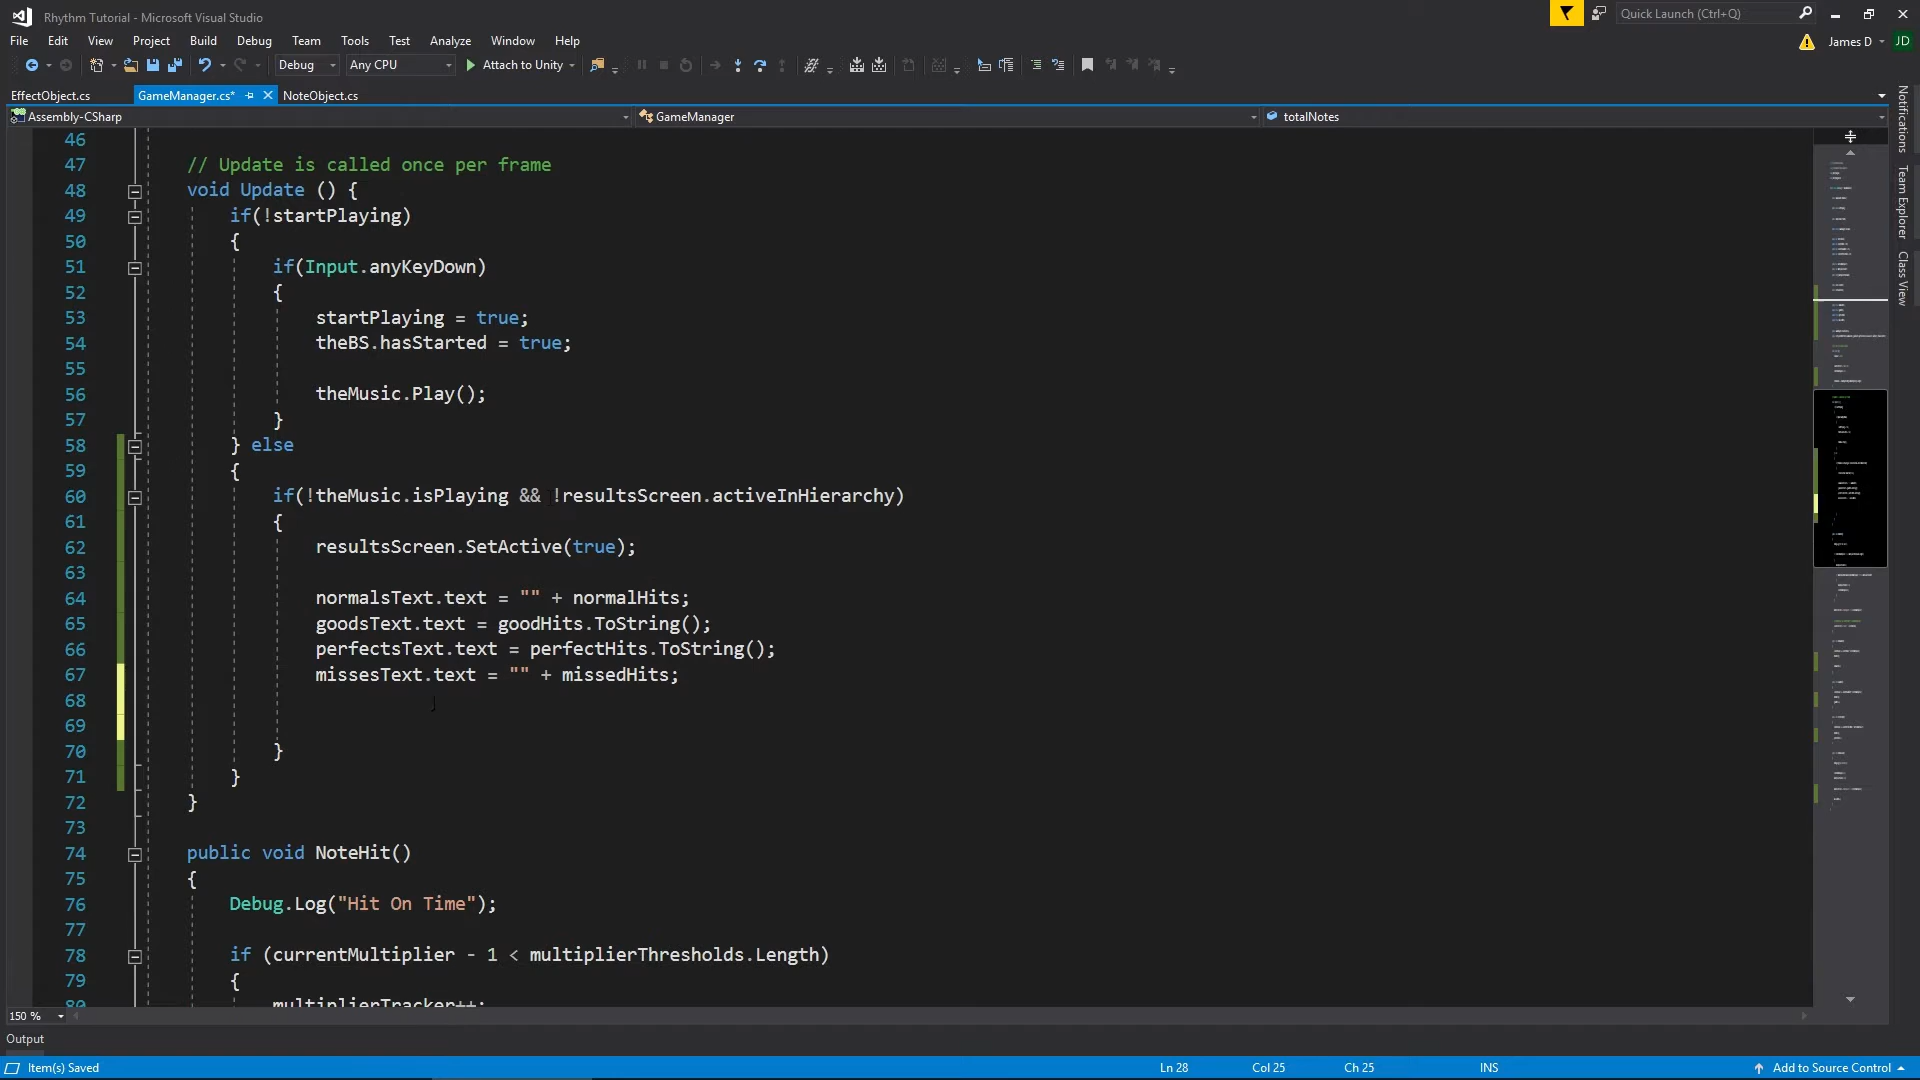 Rhythm Tutorial - Microsoft Visual Studio
Quick Launch (Ctrl+Q)
File Edit View Project Build Debug Team Tools Test Analyze Window Help
James D JD
Debug Any CPU Attach to Unity
EffectObject.cs GameManager.cs* NoteObject.cs
Assembly-CSharp GameManager totalNotes
Notifications
Team Explorer
Class View
46
47 // Update is called once per frame
48 void Update () {
49 if(!startPlaying)
50 {
51 if(Input.anyKeyDown)
52 {
53 startPlaying = true;
54 theBS.hasStarted = true;
55
56 theMusic.Play();
57 }
58 } else
59 {
60 if(!theMusic.isPlaying && !resultsScreen.activeInHierarchy)
61 {
62 resultsScreen.SetActive(true);
63
64 normalsText.text = "" + normalHits;
65 goodsText.text = goodHits.ToString();
66 perfectsText.text = perfectHits.ToString();
67 missesText.text = "" + missedHits;
68
69
70 }
71 }
72 }
73
74 public void NoteHit()
75 {
76 Debug.Log("Hit On Time");
77
78 if (currentMultiplier - 1 < multiplierThresholds.Length)
79 {
80 multiplierTracker++;
150 %
Output
Item(s) Saved Ln 28 Col 25 Ch 25 INS Add to Source Control